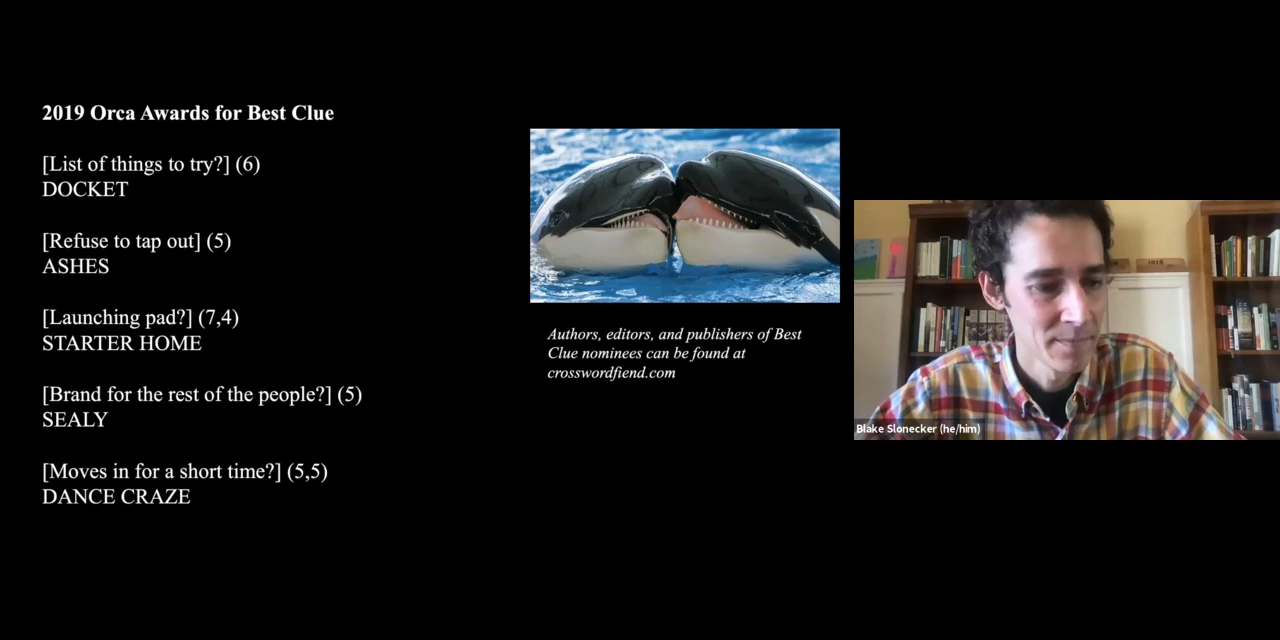 2019 Orca Awards for Best Clue
[List of things to try?] (6)
DOCKET
[Refuse to tap out] (5)
ASHES
[Launching pad?] (7,4)
STARTER HOME
[Brand for the rest of the people?] (5)
SEALY
[Moves in for a short time?] (5,5)
DANCE CRAZE
Authors, editors, and publishers of Best
Clue nominees can be found at
crosswordfiend.com
Blake Slonecker (he/him)